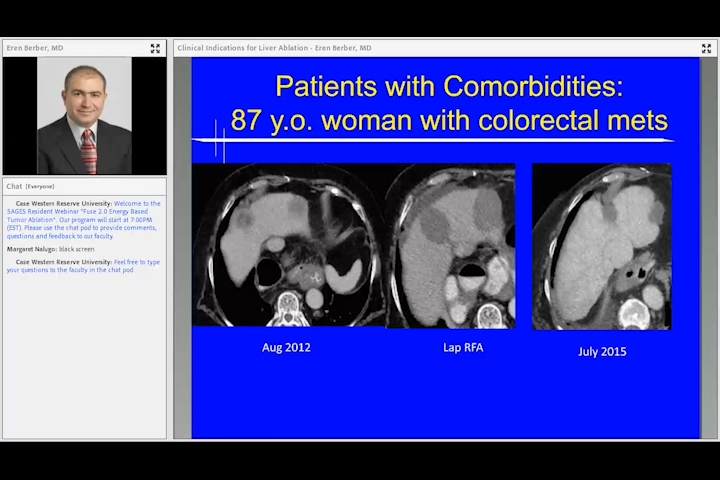 Eren Berber, MD
Clinical Indications for Liver Ablation - Eren Berber, MD
Patients with Comorbidities:
87 y.o. woman with colorectal mets
Aug 2012
Lap RFA
July 2015
Chat (Everyone)
Case Western Reserve University: Welcome to the
SAGES Resident Webinar "Fuse 2.0 Energy Based
Tumor Ablation". Our program will start at 7:00PM
(EST). Please use the chat pod to provide comments,
questions and feedback to our faculty.
Margaret Nalugo: black screen
Case Western Reserve University: Feel free to type
your questions to the faculty in the chat pod.